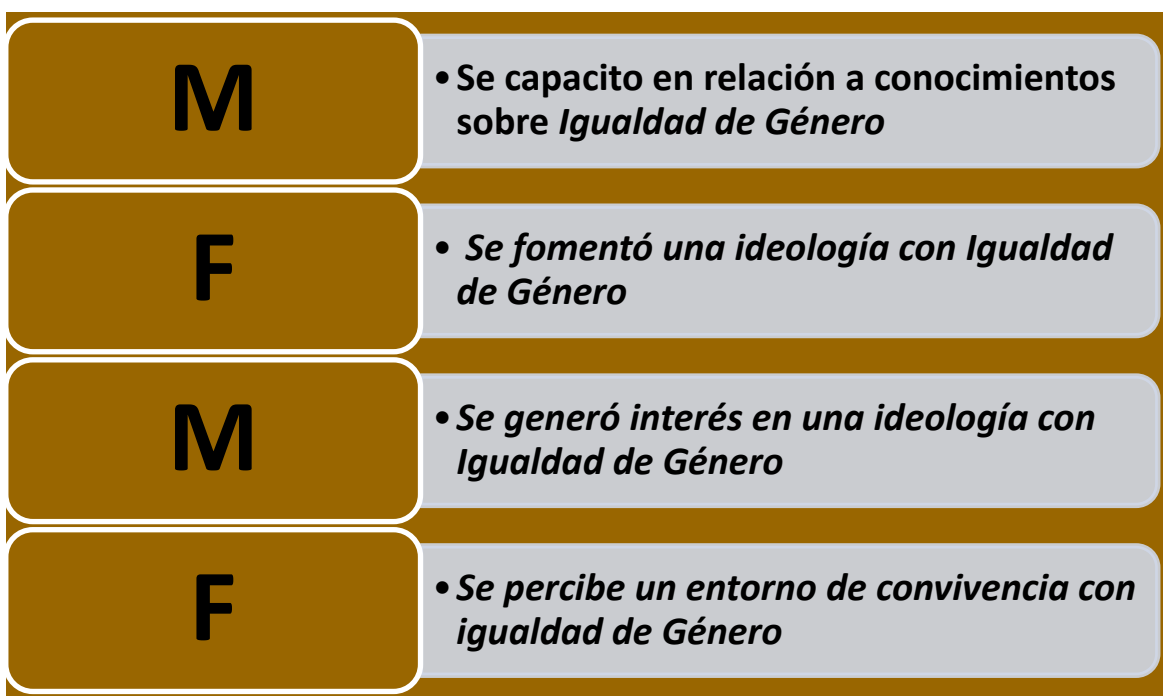 M
• Se capacito en relación a conocimientos
sobre Igualdad de Género
F
• Se fomentó una ideología con Igualdad
de Género
M
• Se generó interés en una ideología con
Igualdad de Género
F
• Se percibe un entorno de convivencia con
igualdad de Género